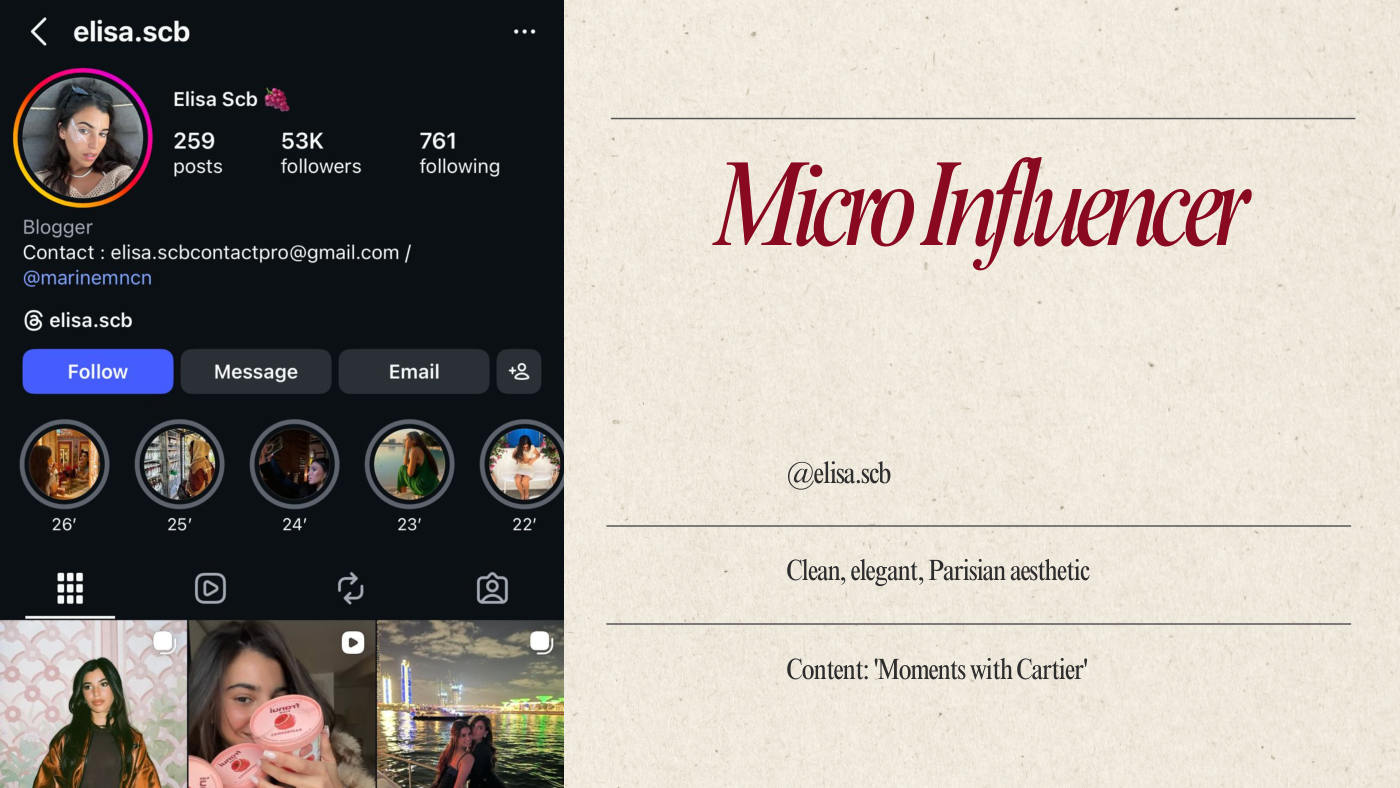 elisa.scb
Elisa Scb
259 53K 761
posts followers following
Blogger
Contact : elisa.scbcontactpro@gmail.com /
@marinemncn
elisa.scb
Follow Message Email
26’ 25’ 24’ 23’ 22’
franui
franui
Micro Influencer
@elisa.scb
Clean, elegant, Parisian aesthetic
Content: 'Moments with Cartier'